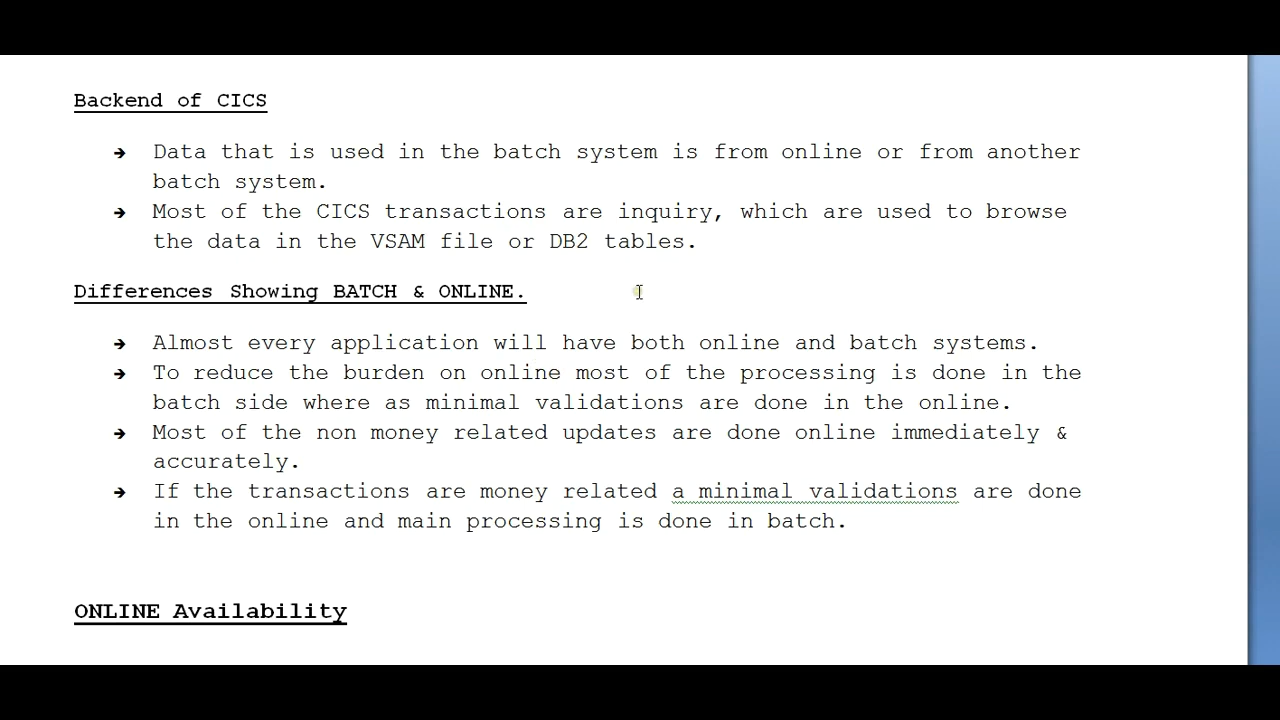 Backend of CICS
➔ Data that is used in the batch system is from online or from another
batch system.
➔ Most of the CICS transactions are inquiry, which are used to browse
the data in the VSAM file or DB2 tables.
Differences Showing BATCH & ONLINE.
➔ Almost every application will have both online and batch systems.
➔ To reduce the burden on online most of the processing is done in the
batch side where as minimal validations are done in the online.
➔ Most of the non money related updates are done online immediately &
accurately.
➔ If the transactions are money related a minimal validations are done
in the online and main processing is done in batch.
ONLINE Availability